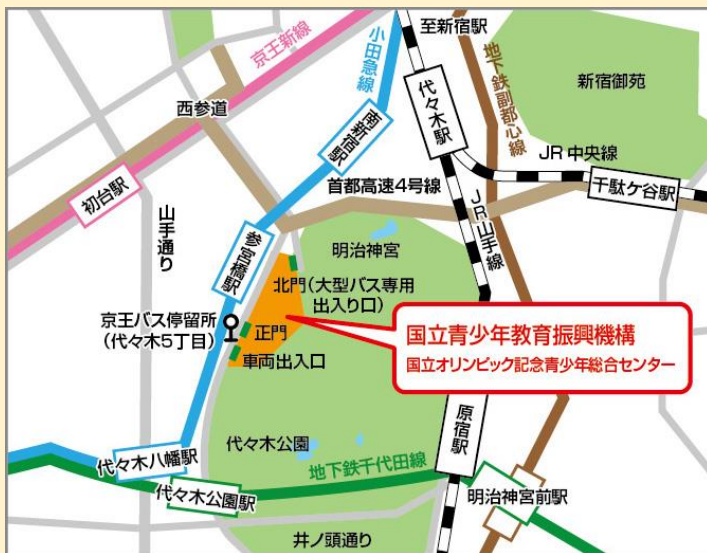 京王新線
小田急線
至新宿駅
地下鉄副都心線
新宿御苑
西参道
代々木駅
南新宿駅
JR中央線
初台駅
首都高速4号線
千駄ケ谷駅
山手通り
JR山手線
参宮橋駅
明治神宮
北門(大型バス専用
出入り口)
京王バス停留所
(代々木5丁目)
正門
車両出入口
国立青少年教育振興機構
国立オリンピック記念青少年総合センター
原宿駅
代々木公園
代々木八幡駅
地下鉄千代田線
代々木公園駅
明治神宮前駅
井ノ頭通り